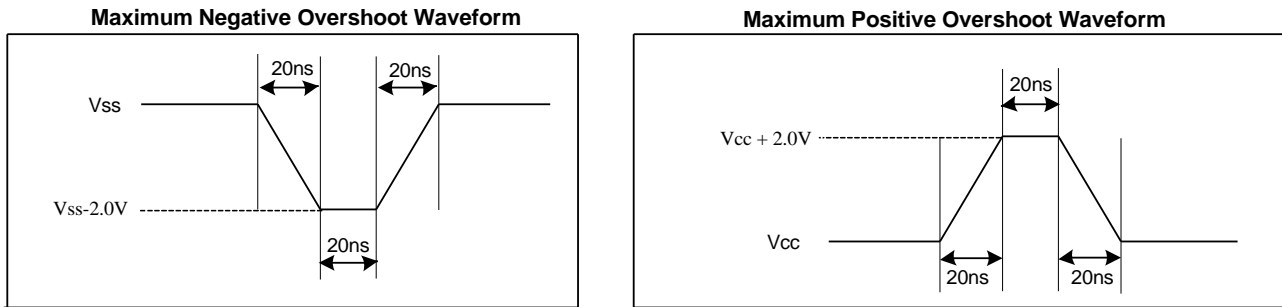 Maximum Negative Overshoot Waveform
20ns
20ns
Vss
Vss-2.0V
20ns
Maximum Positive Overshoot Waveform
20ns
Vcc + 2.0V
Vcc
20ns
20ns